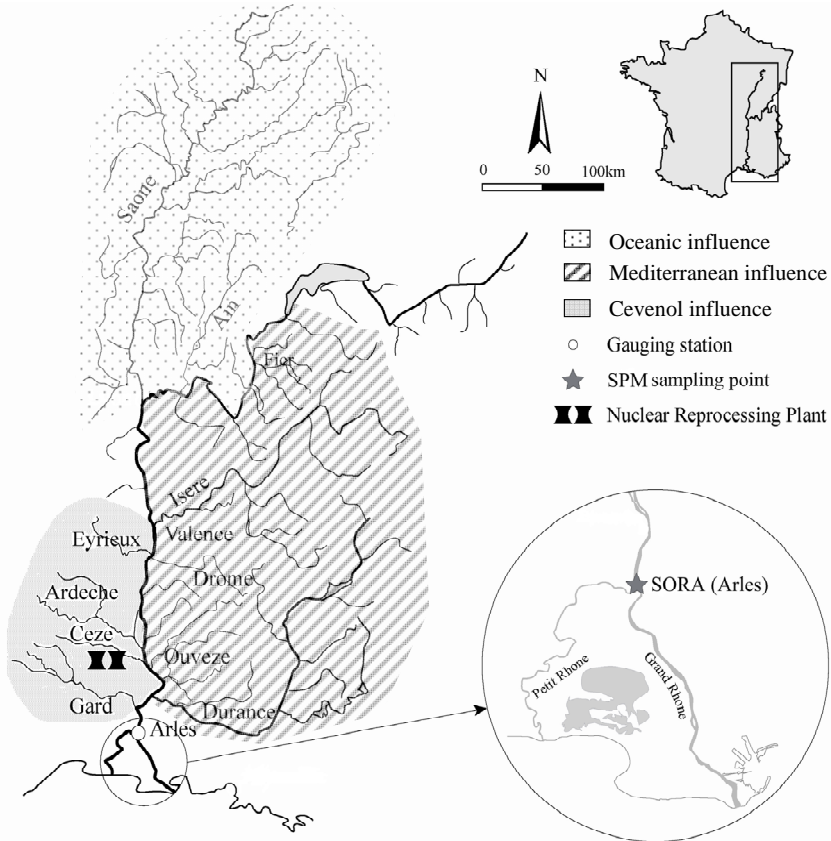 N
0 50 100km
Oceanic influence
Mediterranean influence
Cevenol influence
Gauging station
SPM sampling point
Nuclear Reprocessing Plant
Saone
Ain
Fier
Isere
Eyrieux
Valence
Drome
Ardeche
Ceze
Ouveze
Gard
Durance
Arles
SORA (Arles)
Petit Rhone
Grand Rhone